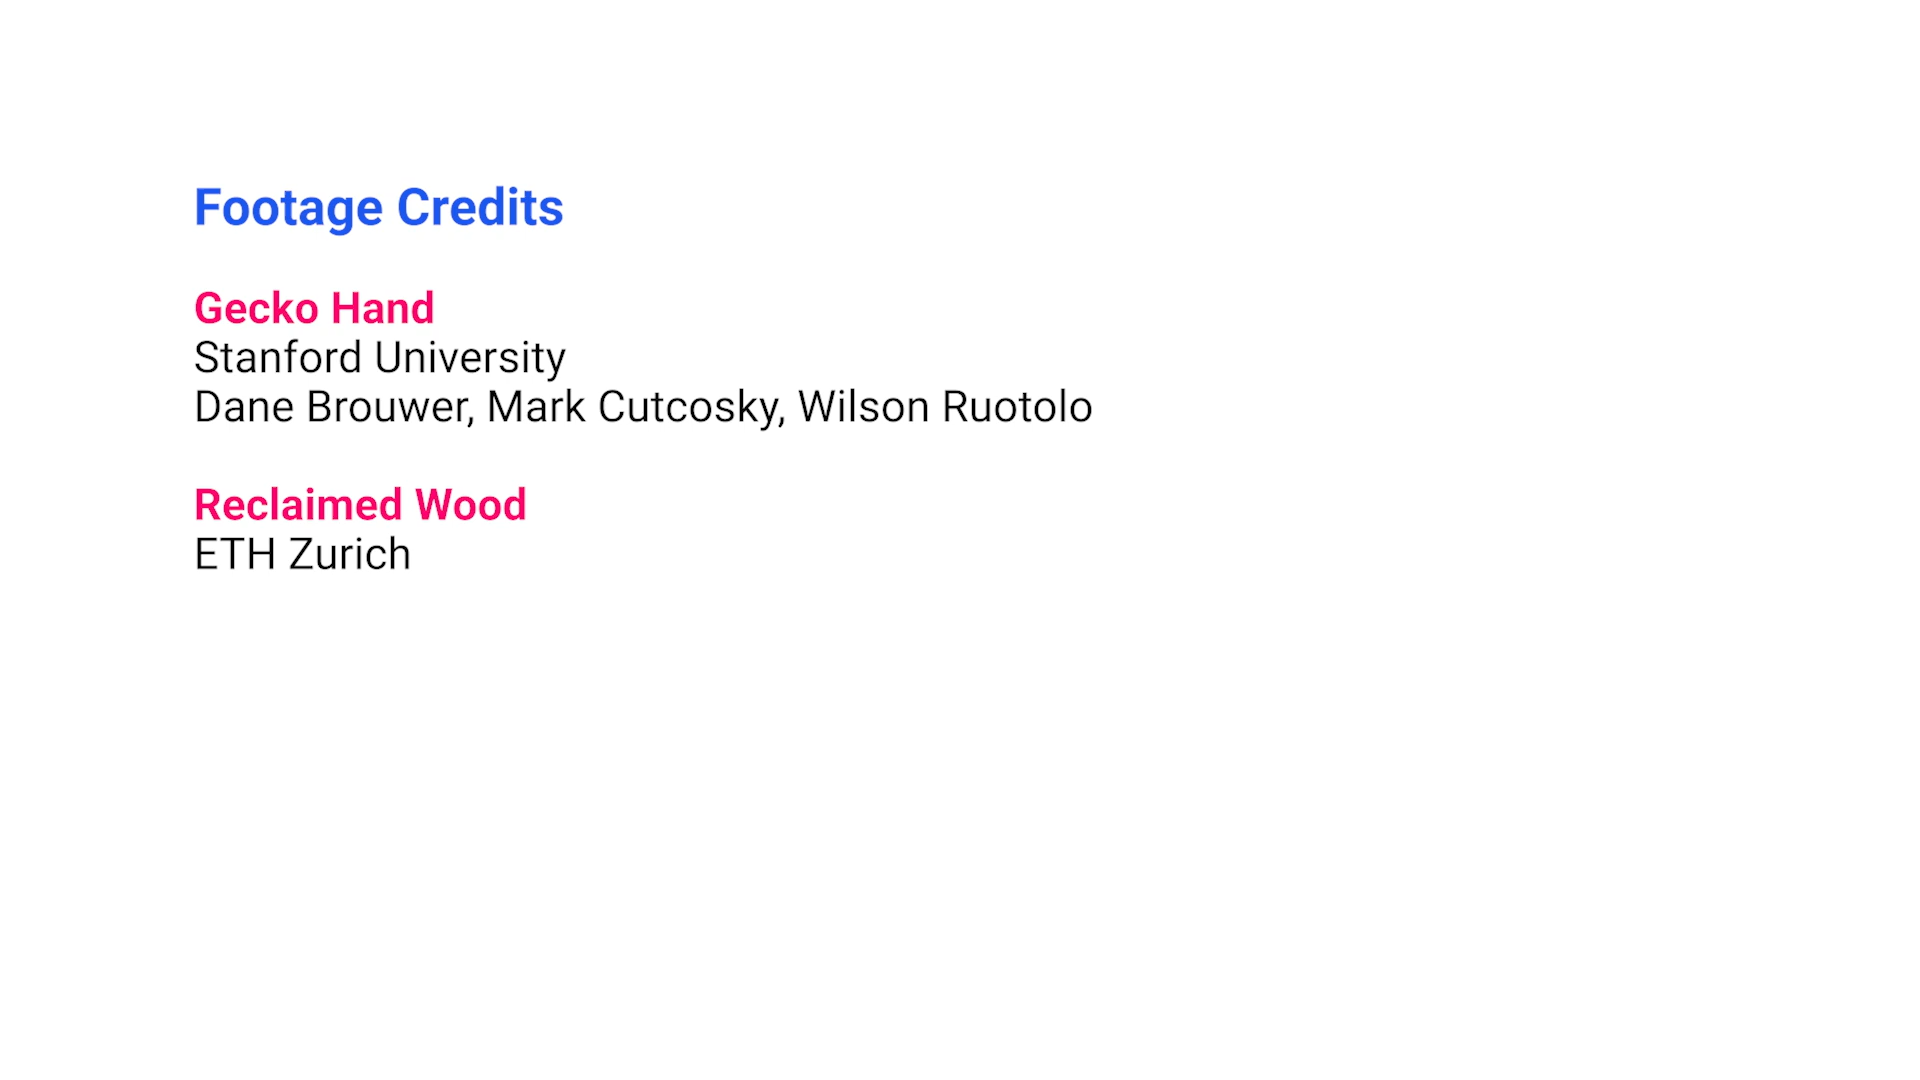 Footage Credits
Gecko Hand
Stanford University
Dane Brouwer, Mark Cutcosky, Wilson Ruotolo
Reclaimed Wood
ETH Zurich